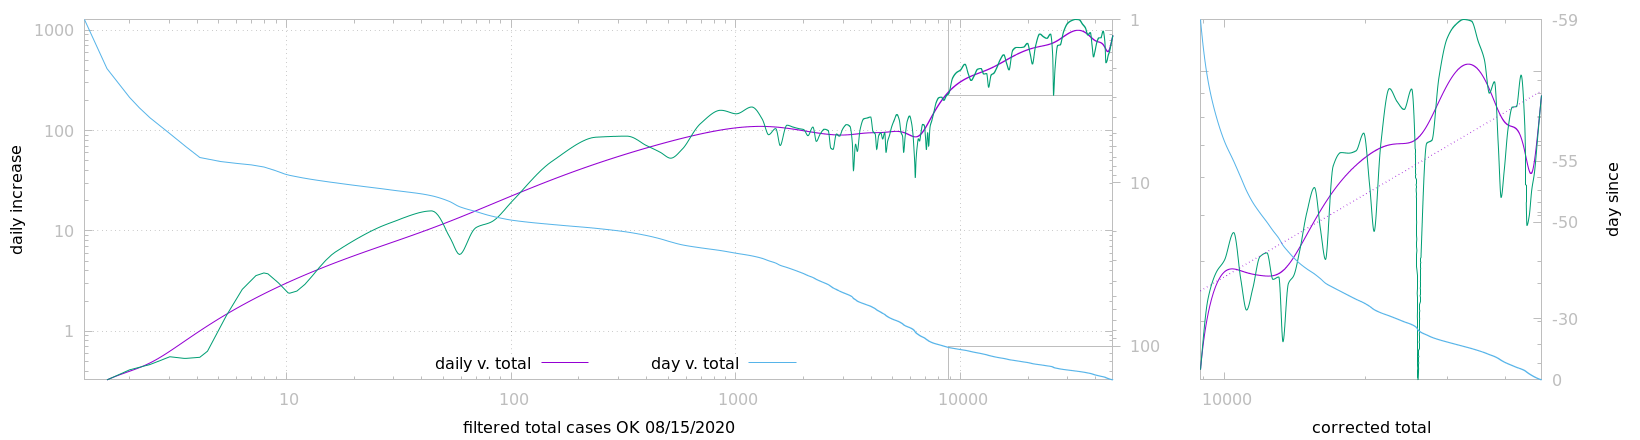 daily increase
1000
100
10
1
10
100
1000
10000
1
10
100
daily v. total
day v. total
filtered total cases OK 08/15/2020
-59
-55
-50
-30
0
10000
day since
corrected total